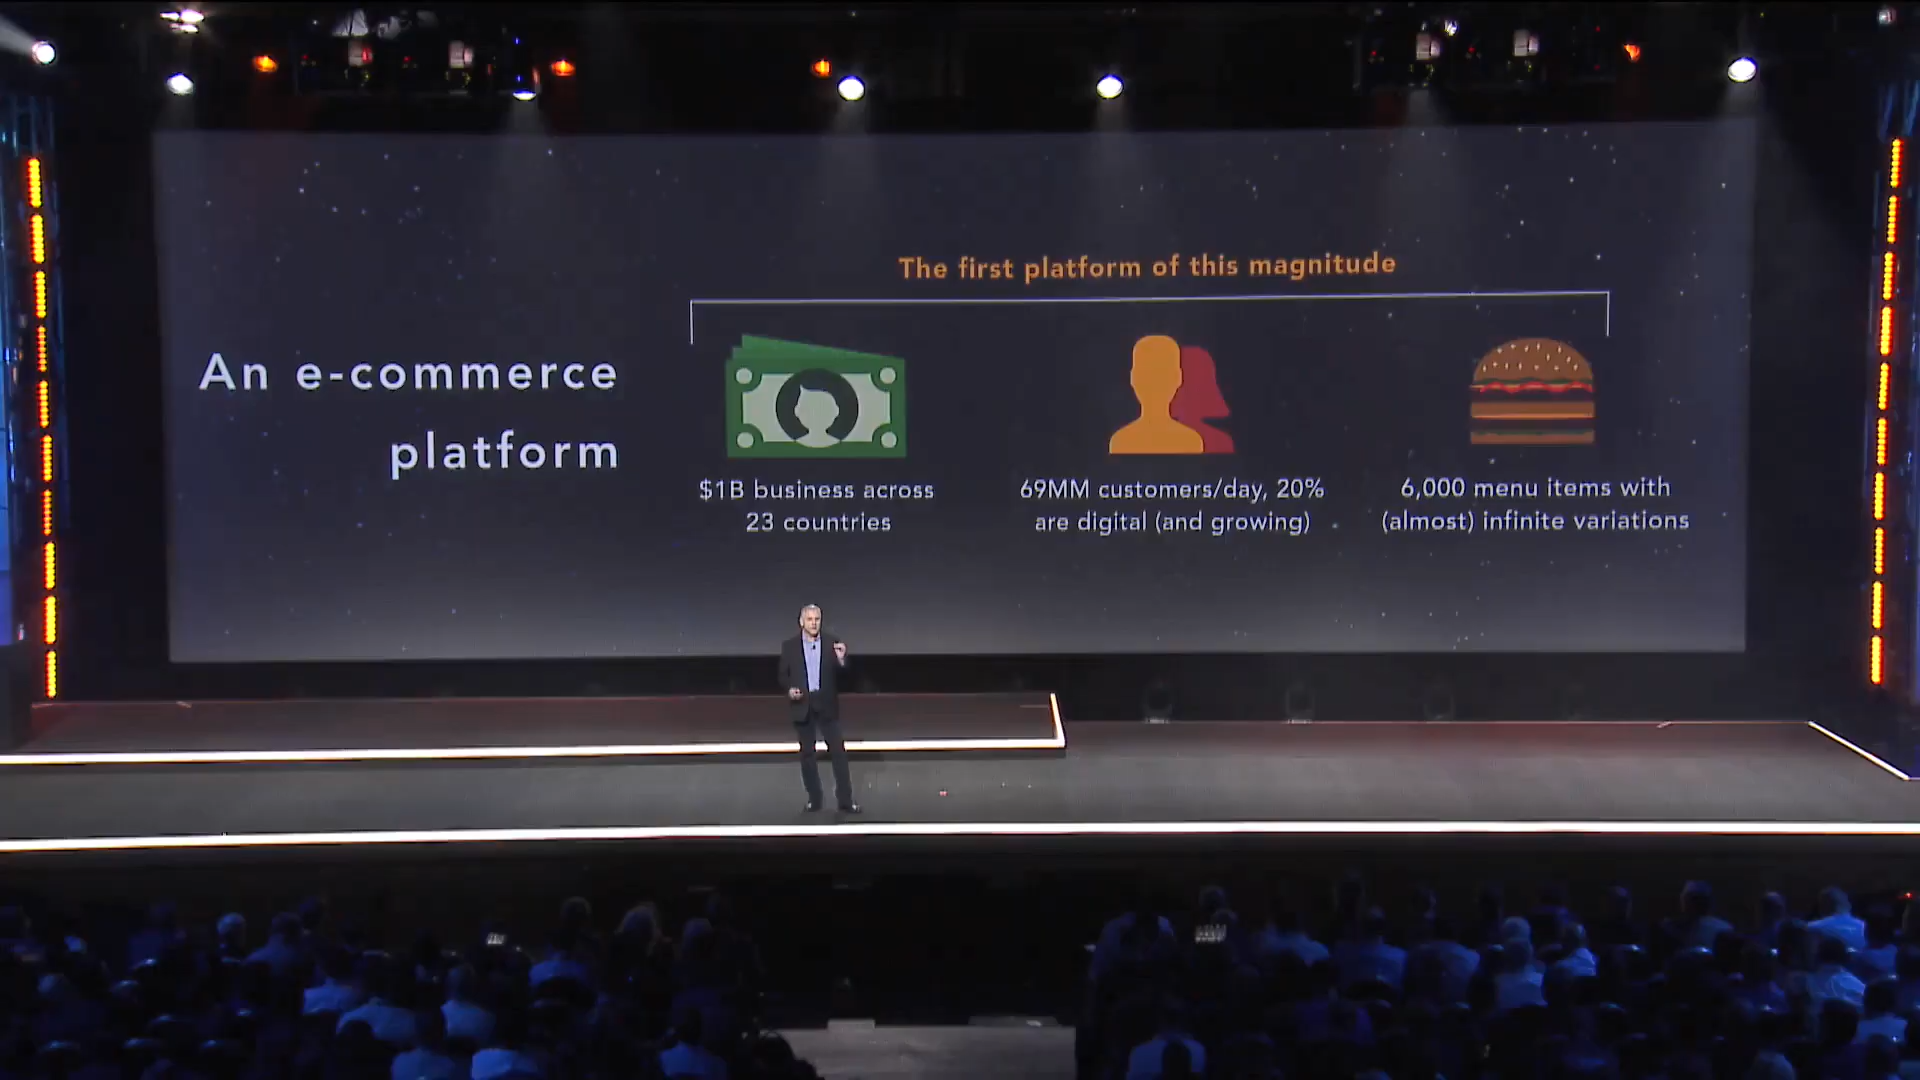 The first platform of this magnitude
An e-commerce
platform
$1B business across
23 countries
69MM customers/day, 20%
are digital (and growing)
6,000 menu items with
(almost) infinite variations